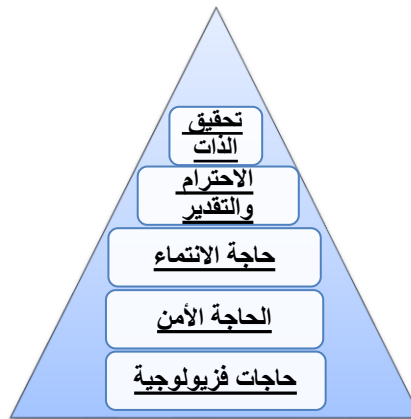 تحقيق
الذات
الاحترام
والتقدير
حاجة الانتماء
الحاجة الأمن
حاجات فزيولوجية